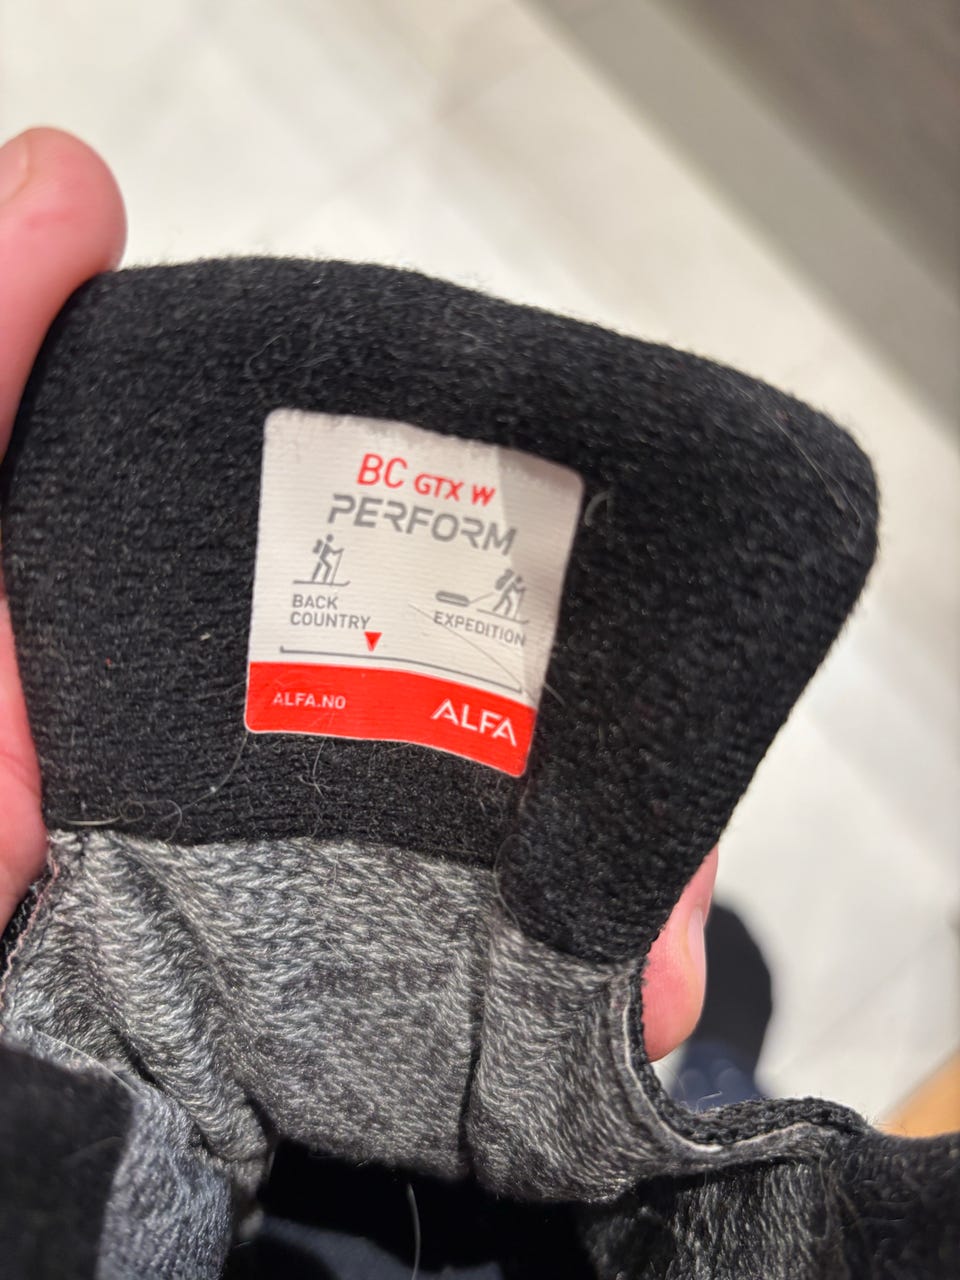 BC GTX W
PERFORM
BACK
COUNTRY
EXPEDITION
ALFA.NO
ALFA